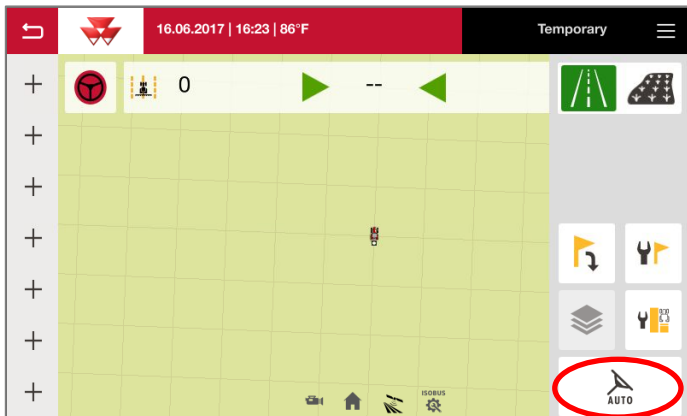 16.06.2017 | 16:23 | 86°F
Temporary
0
--
ISOBUS
AUTO